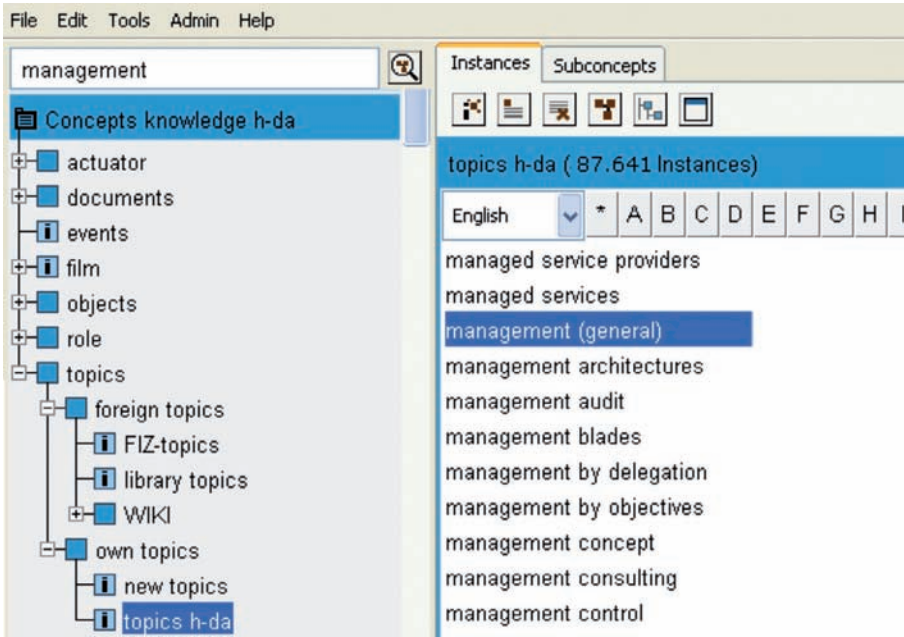 File Edit Tools Admin Help
management
Concepts knowledge h-da
actuator
documents
events
film
objects
role
topics
foreign topics
FIZ-topics
library topics
WIKI
own topics
new topics
topics h-da
Instances Subconcepts
topics h-da ( 87.641 Instances)
English * A B C D E F G H
managed service providers
managed services
management (general)
management architectures
management audit
management blades
management by delegation
management by objectives
management concept
management consulting
management control